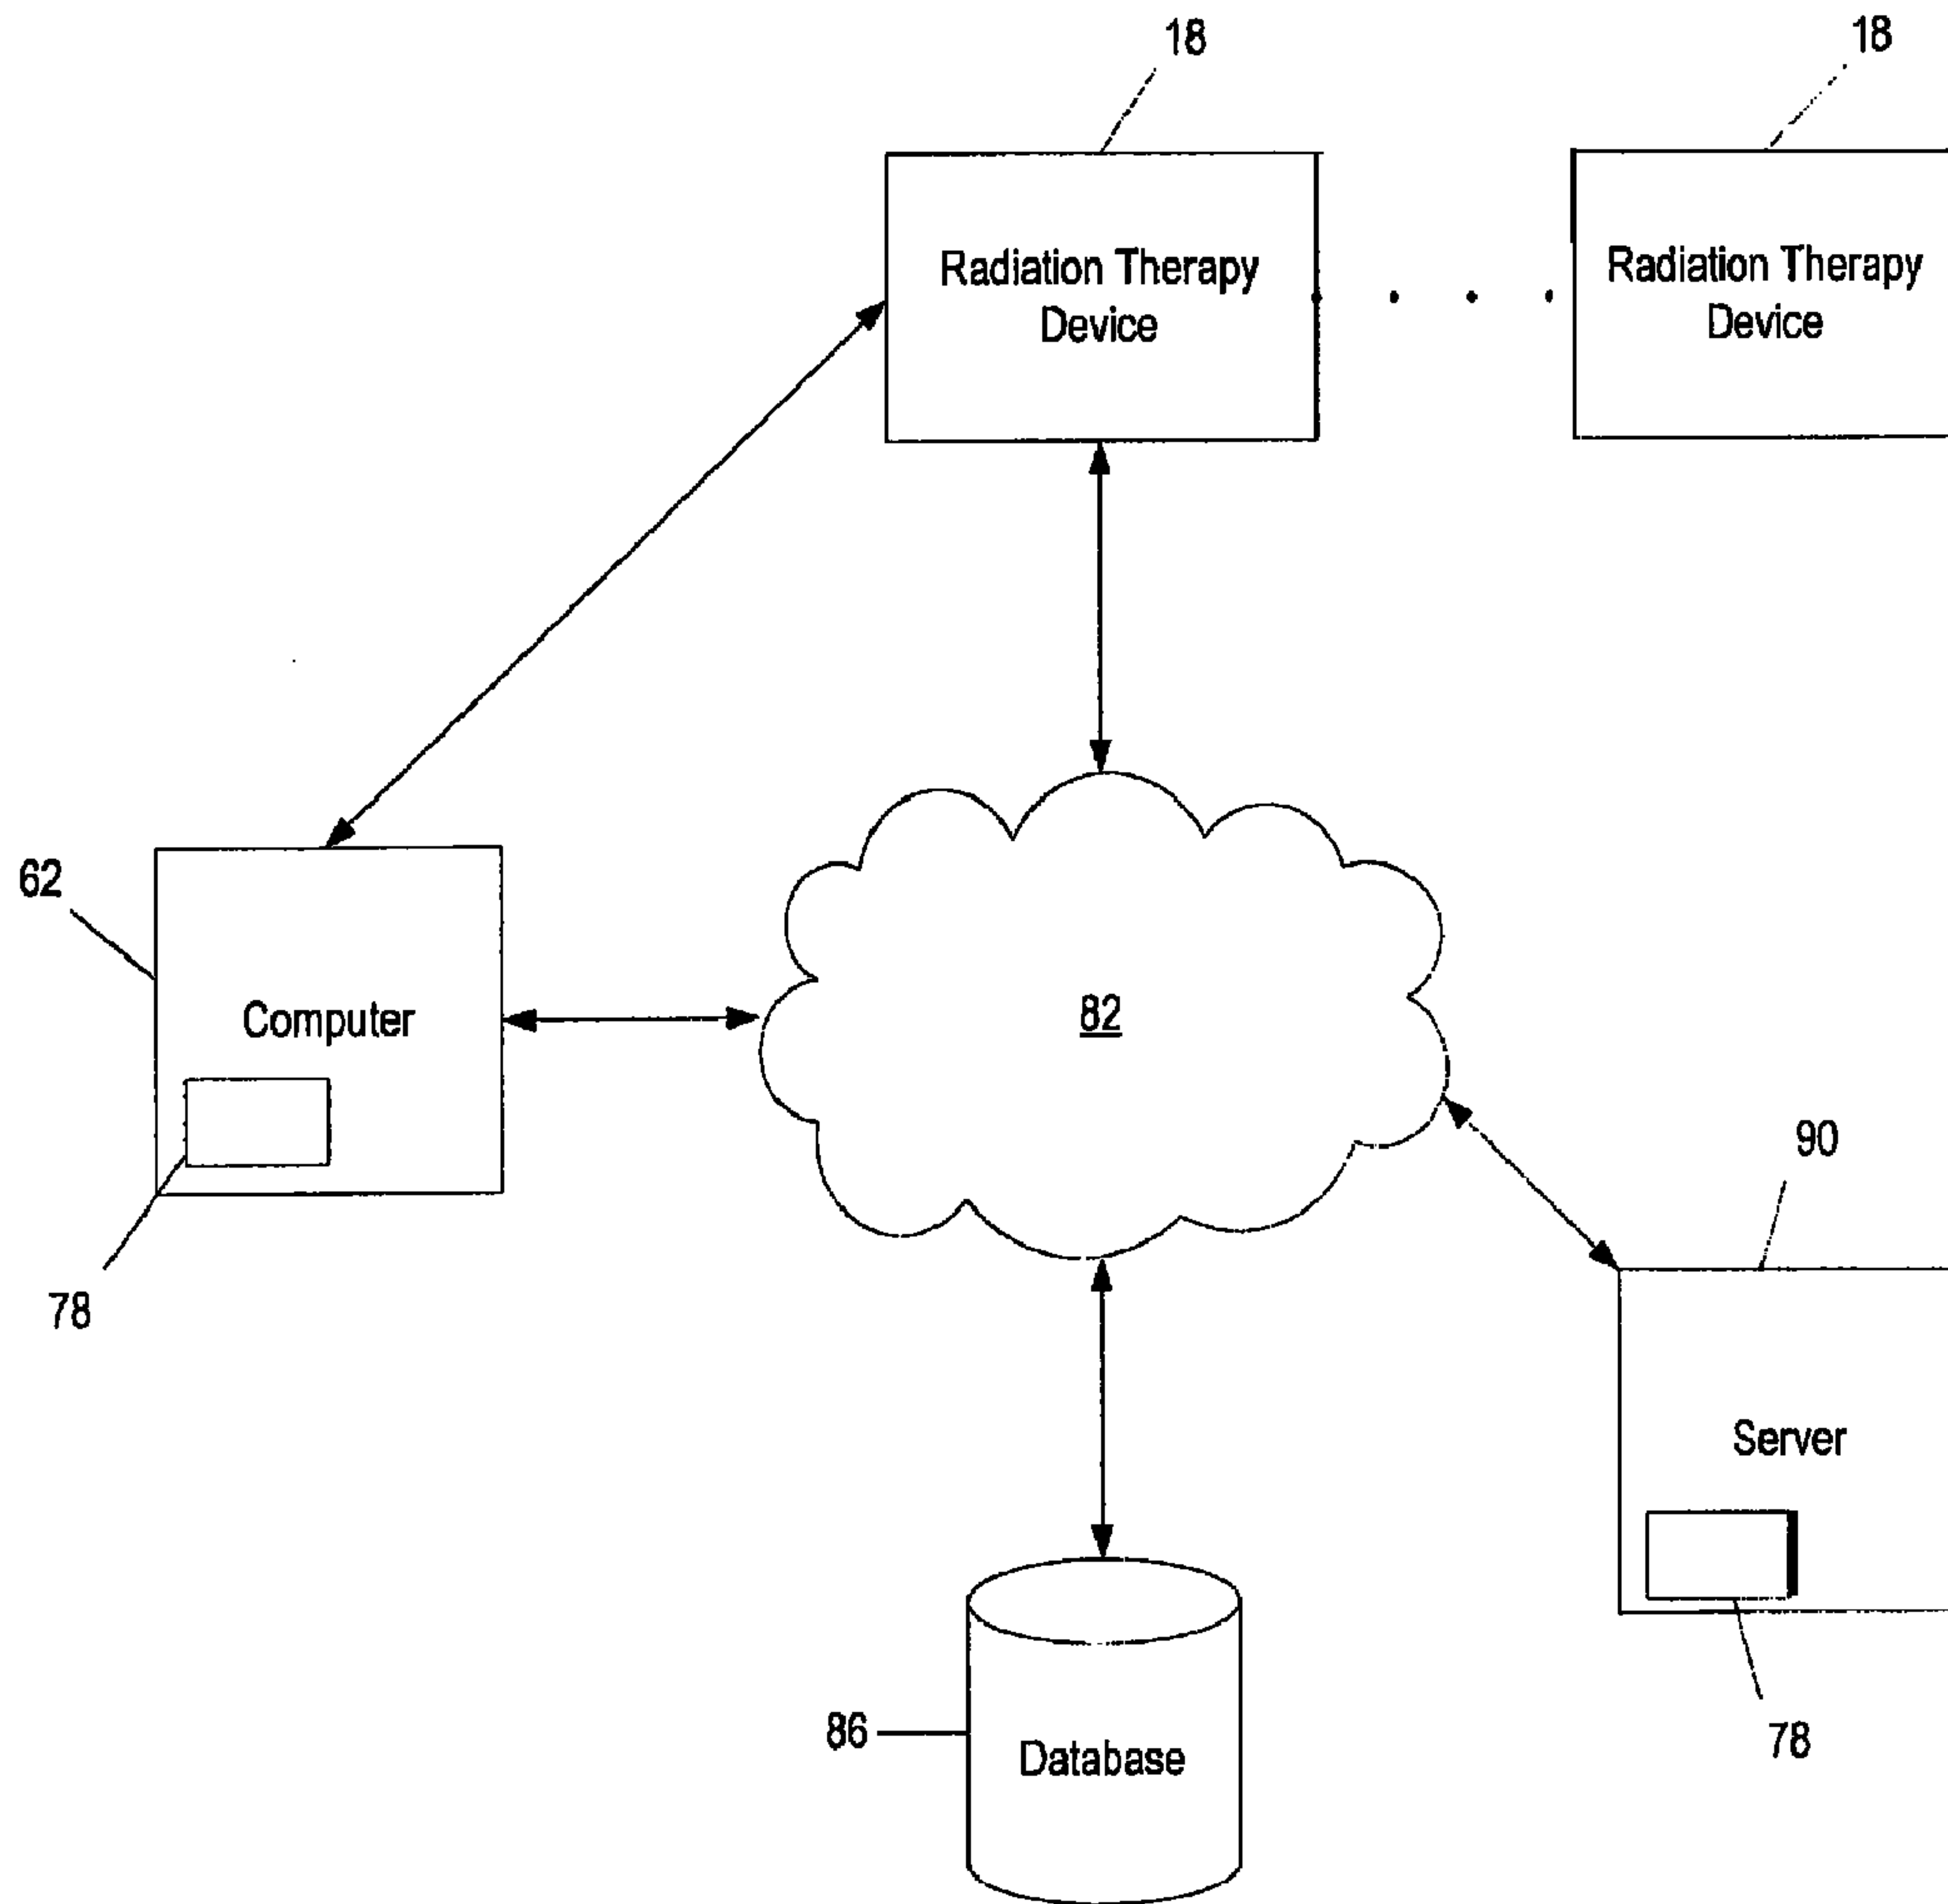 18
18
Radiation Therapy
Device
Radiation Therapy
Device
62
Computer
82
78
90
Server
86
Database
78